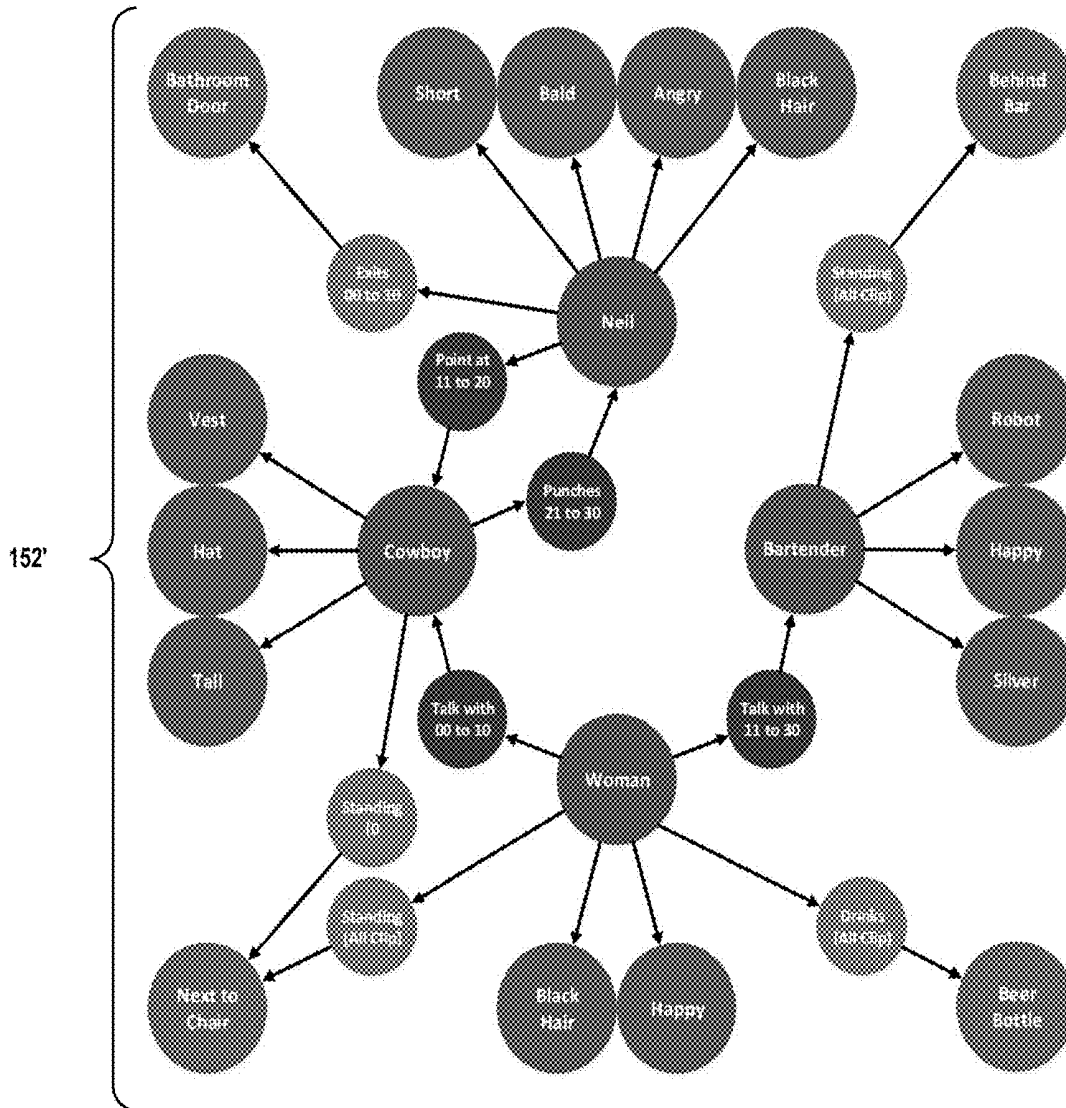 Bathroom
Door
Short
Bald
Angry
Black
Hair
Behind
Bar
Exits
00 to 10
Neil
Standing
(All Clip)
Point at
11 to 20
Vest
Robot
Punches
21 to 30
152'
Hat
Cowboy
Bartender
Happy
Tall
Silver
Talk with
00 to 10
Talk with
11 to 30
Woman
Standing
Standing
(All Clip)
Drinks
(All Clip)
Next to
Chair
Black
Hair
Happy
Beer
Bottle